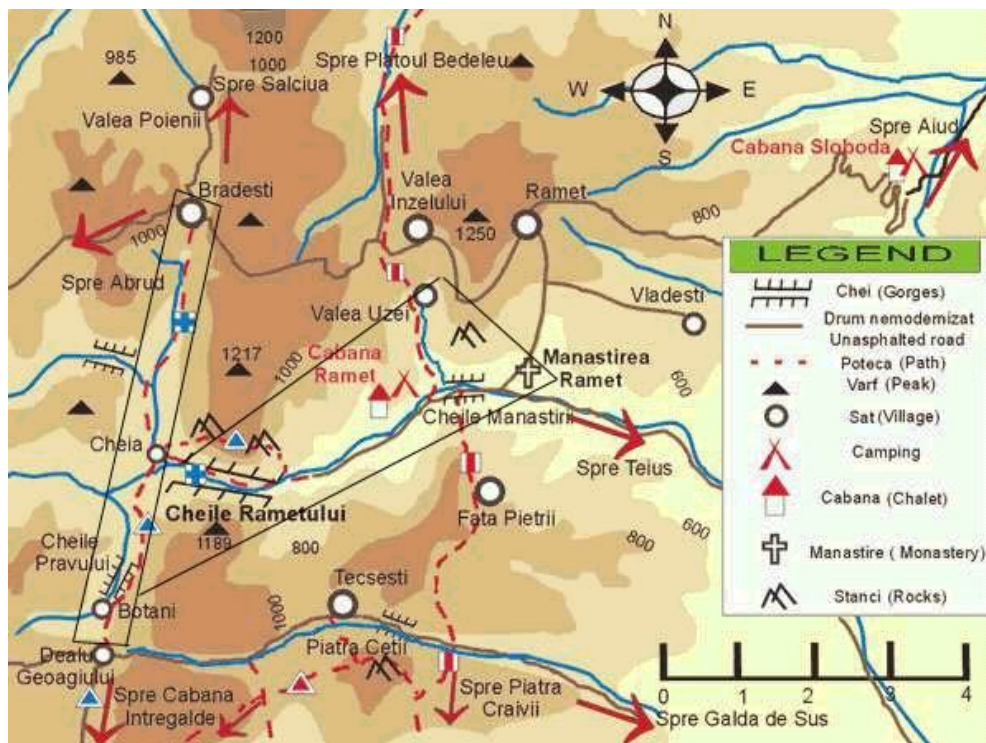 1200
1000
985
Spre Salciua
Spre Platoul Bedeleu
N
W
E
S
Valea Poienii
Spre Aiud
Cabana Sloboda
Bradesti
Valea
Inzelului
Ramet
1250
800
600
1000
Spre Abrud
LEGEND
Chei (Gorges)
Drum nemodernizat
Unasphalted road
Poteca (Path)
Varf (Peak)
Sat (Village)
Camping
Cabana (Chalet)
Manastire ( Monastery)
Stanci (Rocks)
Valea Uzei
Vladesti
1217
1000
Cabana
Ramet
Manastirea
Ramet
600
Cheile Manastirii
Cheia
Spre Teius
Cheile Rametului
Fata Pietrii
1189
800
600
800
Cheile
Pravului
Tecsesti
1000
Botani
Piatra Cetii
Dealu
Geoagiului
Spre Cabana
Intregalde
Spre Piatra
Craivii
0
1
2
3
4
Spre Galda de Sus